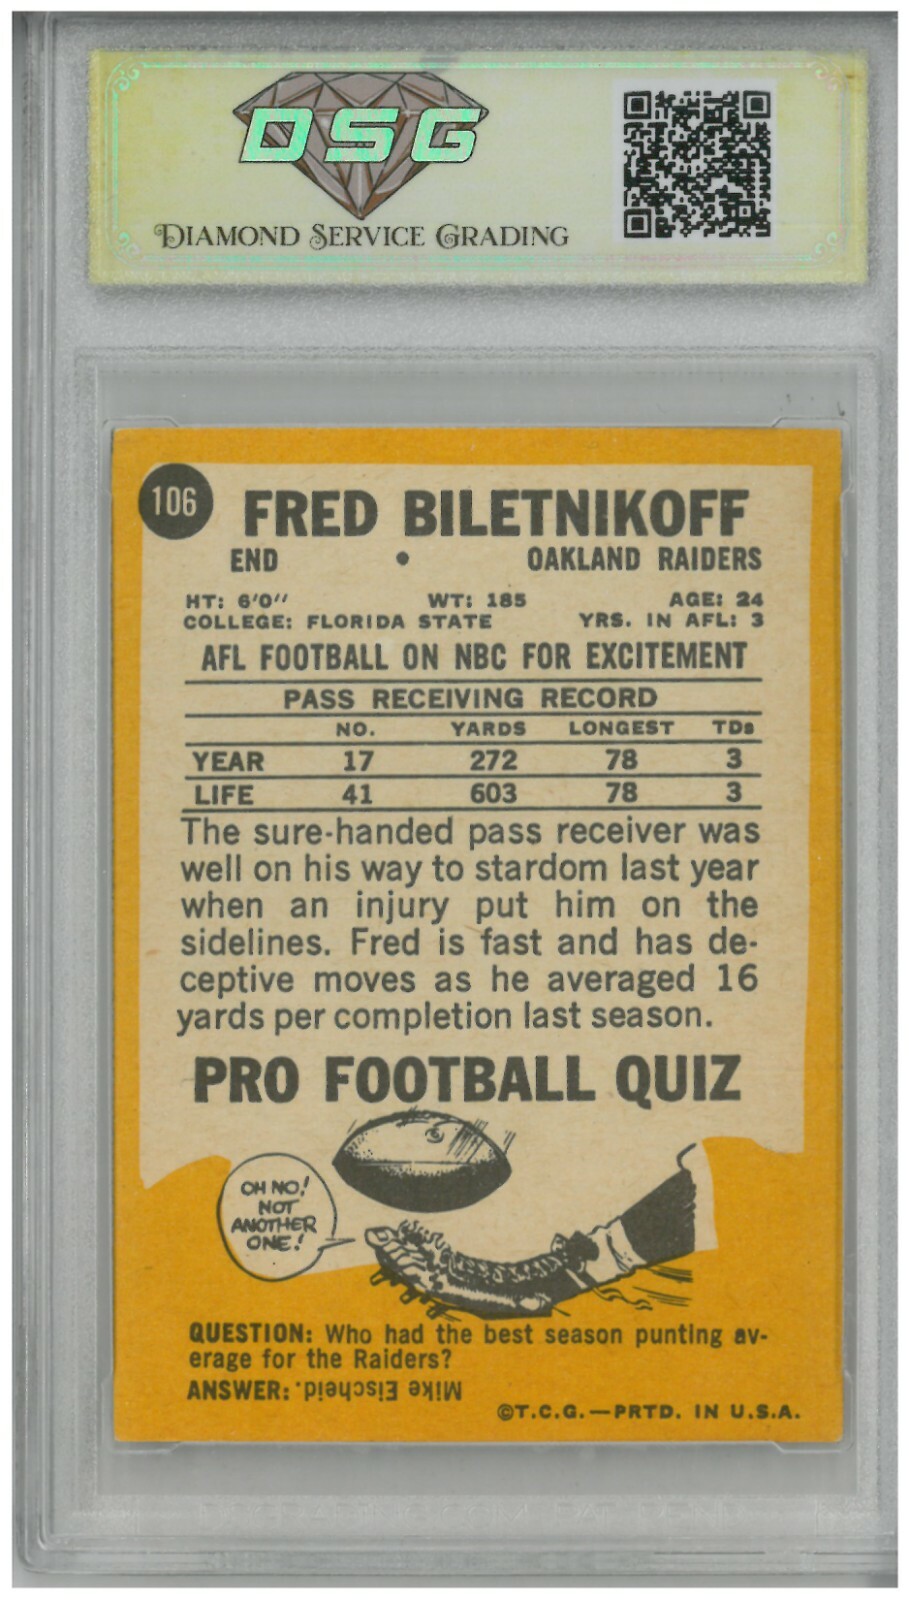 DSG
DIAMOND SERVICE GRADING
106
FRED BILETNIKOFF
END • OAKLAND RAIDERS
HT: 6'0" WT: 185 AGE: 24
COLLEGE: FLORIDA STATE YRS. IN AFL: 3
AFL FOOTBALL ON NBC FOR EXCITEMENT
PASS RECEIVING RECORD
NO. YARDS LONGEST TDs
YEAR 17 272 78 3
LIFE 41 603 78 3
The sure-handed pass receiver was
well on his way to stardom last year
when an injury put him on the
sidelines. Fred is fast and has de-
ceptive moves as he averaged 16
yards per completion last season.
PRO FOOTBALL QUIZ
OH NO!
NOT
ANOTHER
ONE!
QUESTION: Who had the best season punting av-
erage for the Raiders?
ANSWER: Mike Eischeid.
©T.C.G.—PRTD. IN U.S.A.